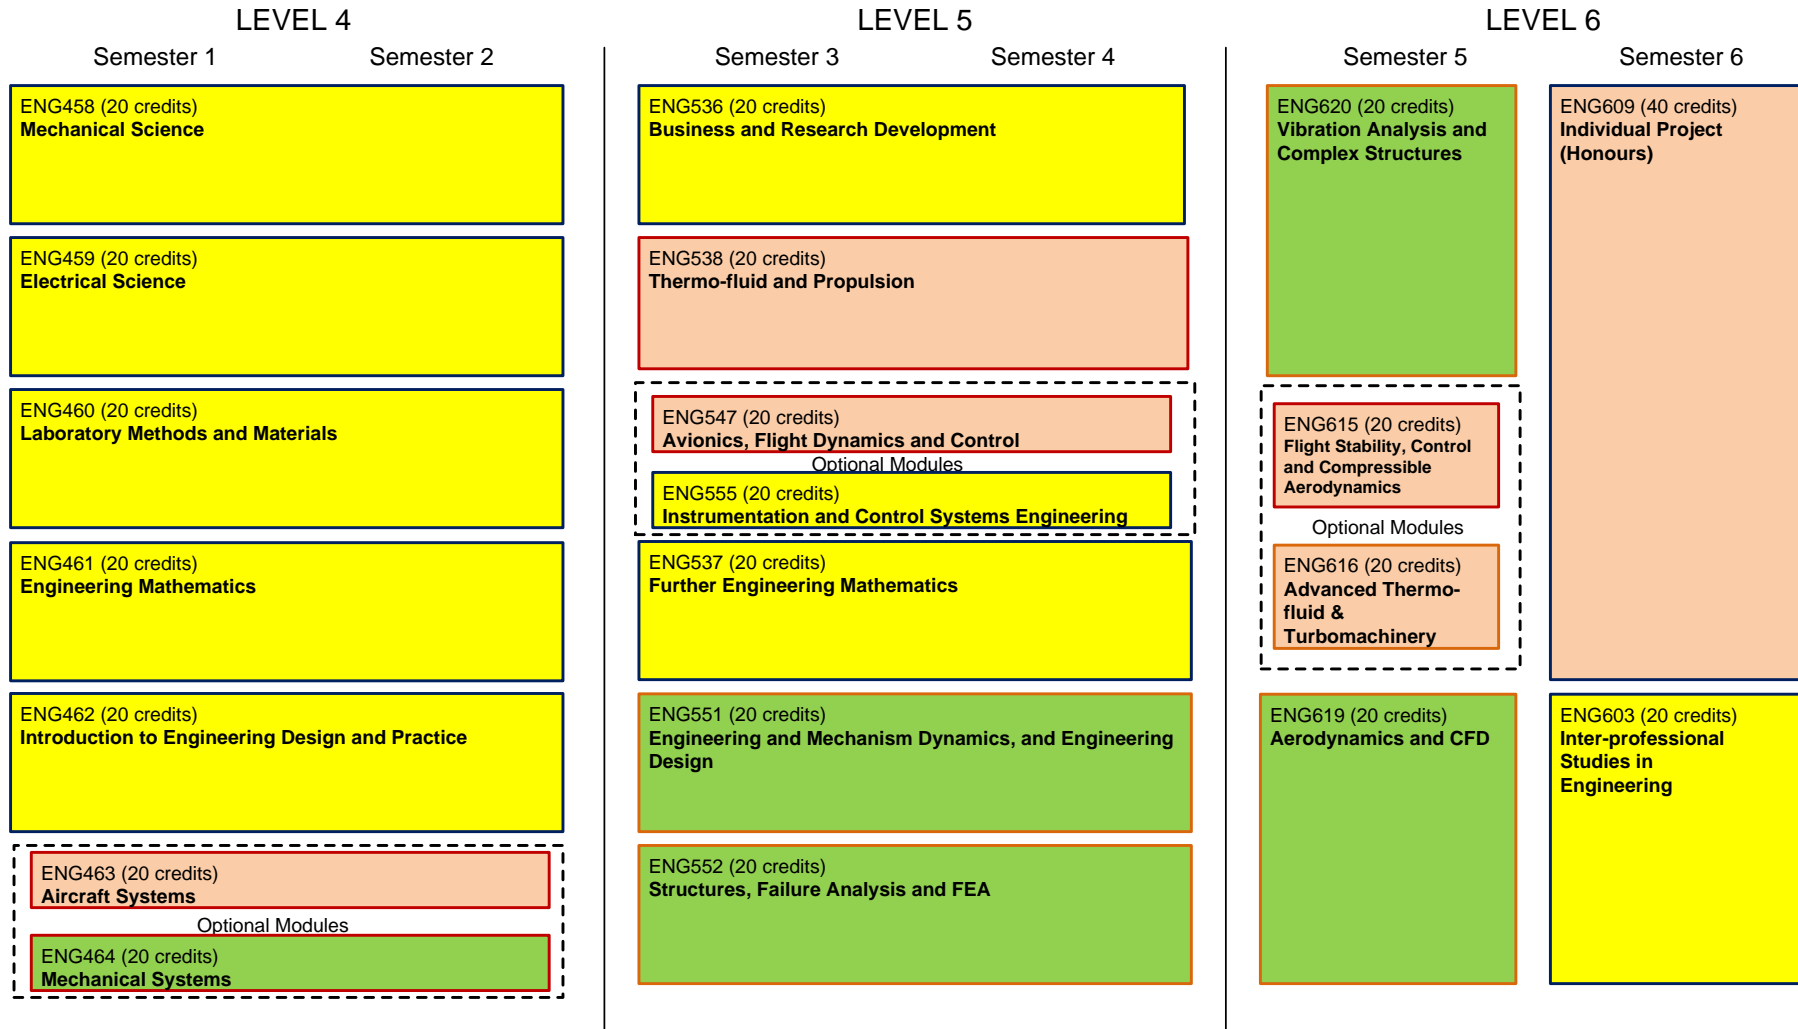 LEVEL 4
Semester 1
Semester 2
ENG458 (20 credits)
Mechanical Science
ENG459 (20 credits)
Electrical Science
ENG460 (20 credits)
Laboratory Methods and Materials
ENG461 (20 credits)
Engineering Mathematics
ENG462 (20 credits)
Introduction to Engineering Design and Practice
ENG463 (20 credits)
Aircraft Systems
Optional Modules
ENG464 (20 credits)
Mechanical Systems
LEVEL 5
Semester 3
Semester 4
ENG536 (20 credits)
Business and Research Development
ENG538 (20 credits)
Thermo-fluid and Propulsion
ENG547 (20 credits)
Avionics, Flight Dynamics and Control
Optional Modules
ENG555 (20 credits)
Instrumentation and Control Systems Engineering
ENG537 (20 credits)
Further Engineering Mathematics
ENG551 (20 credits)
Engineering and Mechanism Dynamics, and Engineering
Design
ENG552 (20 credits)
Structures, Failure Analysis and FEA
LEVEL 6
Semester 5
Semester 6
ENG620 (20 credits)
Vibration Analysis and
Complex Structures
ENG615 (20 credits)
Flight Stability, Control
and Compressible
Aerodynamics
Optional Modules
ENG616 (20 credits)
Advanced Thermo-
fluid &
Turbomachinery
ENG619 (20 credits)
Aerodynamics and CFD
ENG609 (40 credits)
Individual Project
(Honours)
ENG603 (20 credits)
Inter-professional
Studies in
Engineering